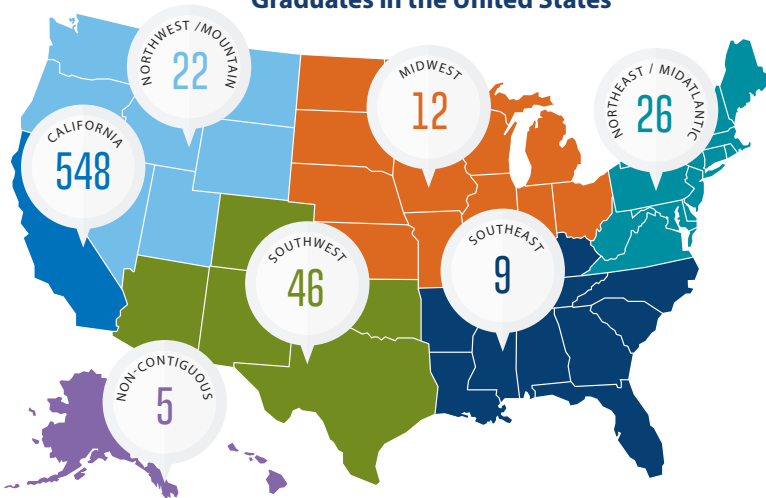 Graduates in the United States
NORTHWEST /MOUNTAIN
22
MIDWEST
12
NORTHEAST / MIDATLANTIC
26
CALIFORNIA
548
SOUTHWEST
46
SOUTHEAST
9
NON-CONTIGUOUS
5